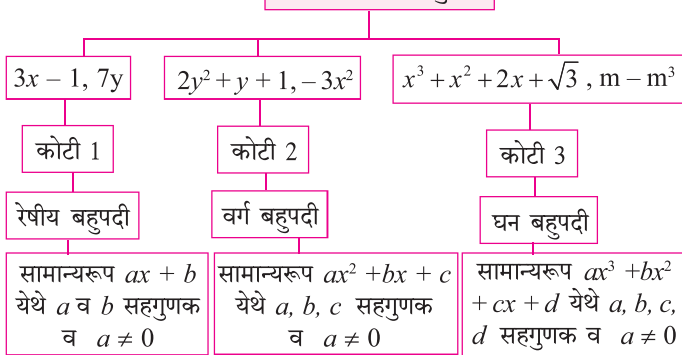 3x – 1, 7y
2y² + y + 1, – 3x²
x³ + x² + 2x + √3 , m – m³
कोटी 1
कोटी 2
कोटी 3
रेषीय बहुपदी
वर्ग बहुपदी
घन बहुपदी
सामान्यरूप ax + b
येथे a व b सहगुणक
व a ≠ 0
सामान्यरूप ax² +bx + c
येथे a, b, c सहगुणक
व a ≠ 0
सामान्यरूप ax³ +bx²
+ cx + d येथे a, b, c,
d सहगुणक व a ≠ 0